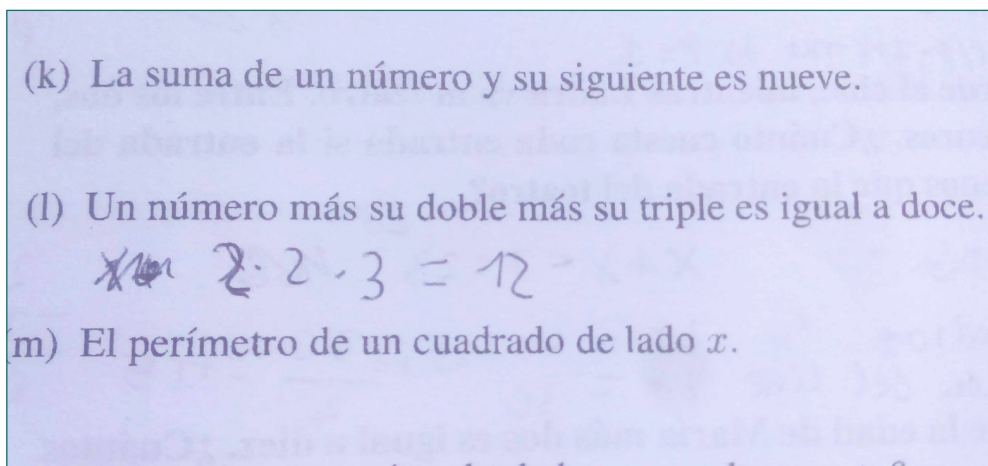 (k) La suma de un número y su siguiente es nueve.
(l) Un número más su doble más su triple es igual a doce.
2 · 2 · 3 = 12
m) El perímetro de un cuadrado de lado x.